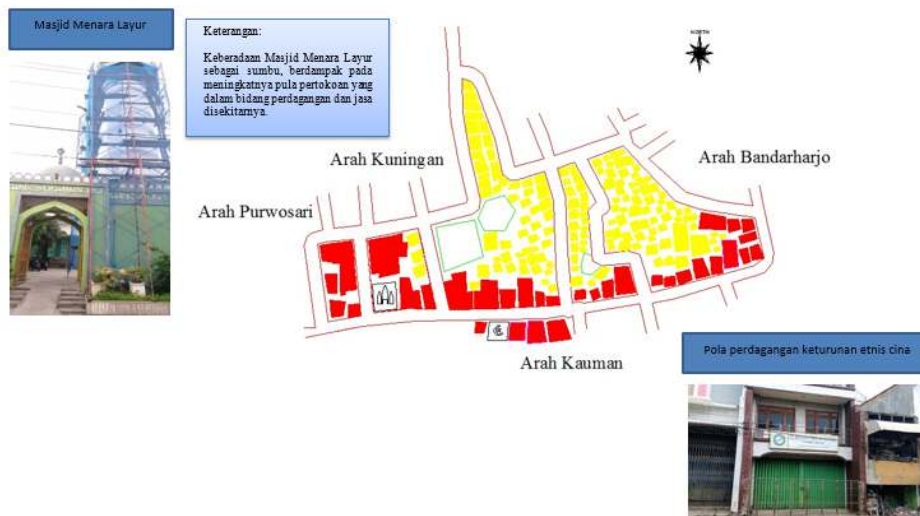 Masjid Menara Layur
Keterangan:
Keberadaan Masjid Menara Layur
sebagai sumbu, berdampak pada
meningkatnya pula pertokoan yang
dalam bidang perdagangan dan jasa
disekitarnya.
NORTH
Arah Kuningan
Arah Bandarharjo
Arah Purwosari
Arah Kauman
Pola perdagangan keturunan etnis cina